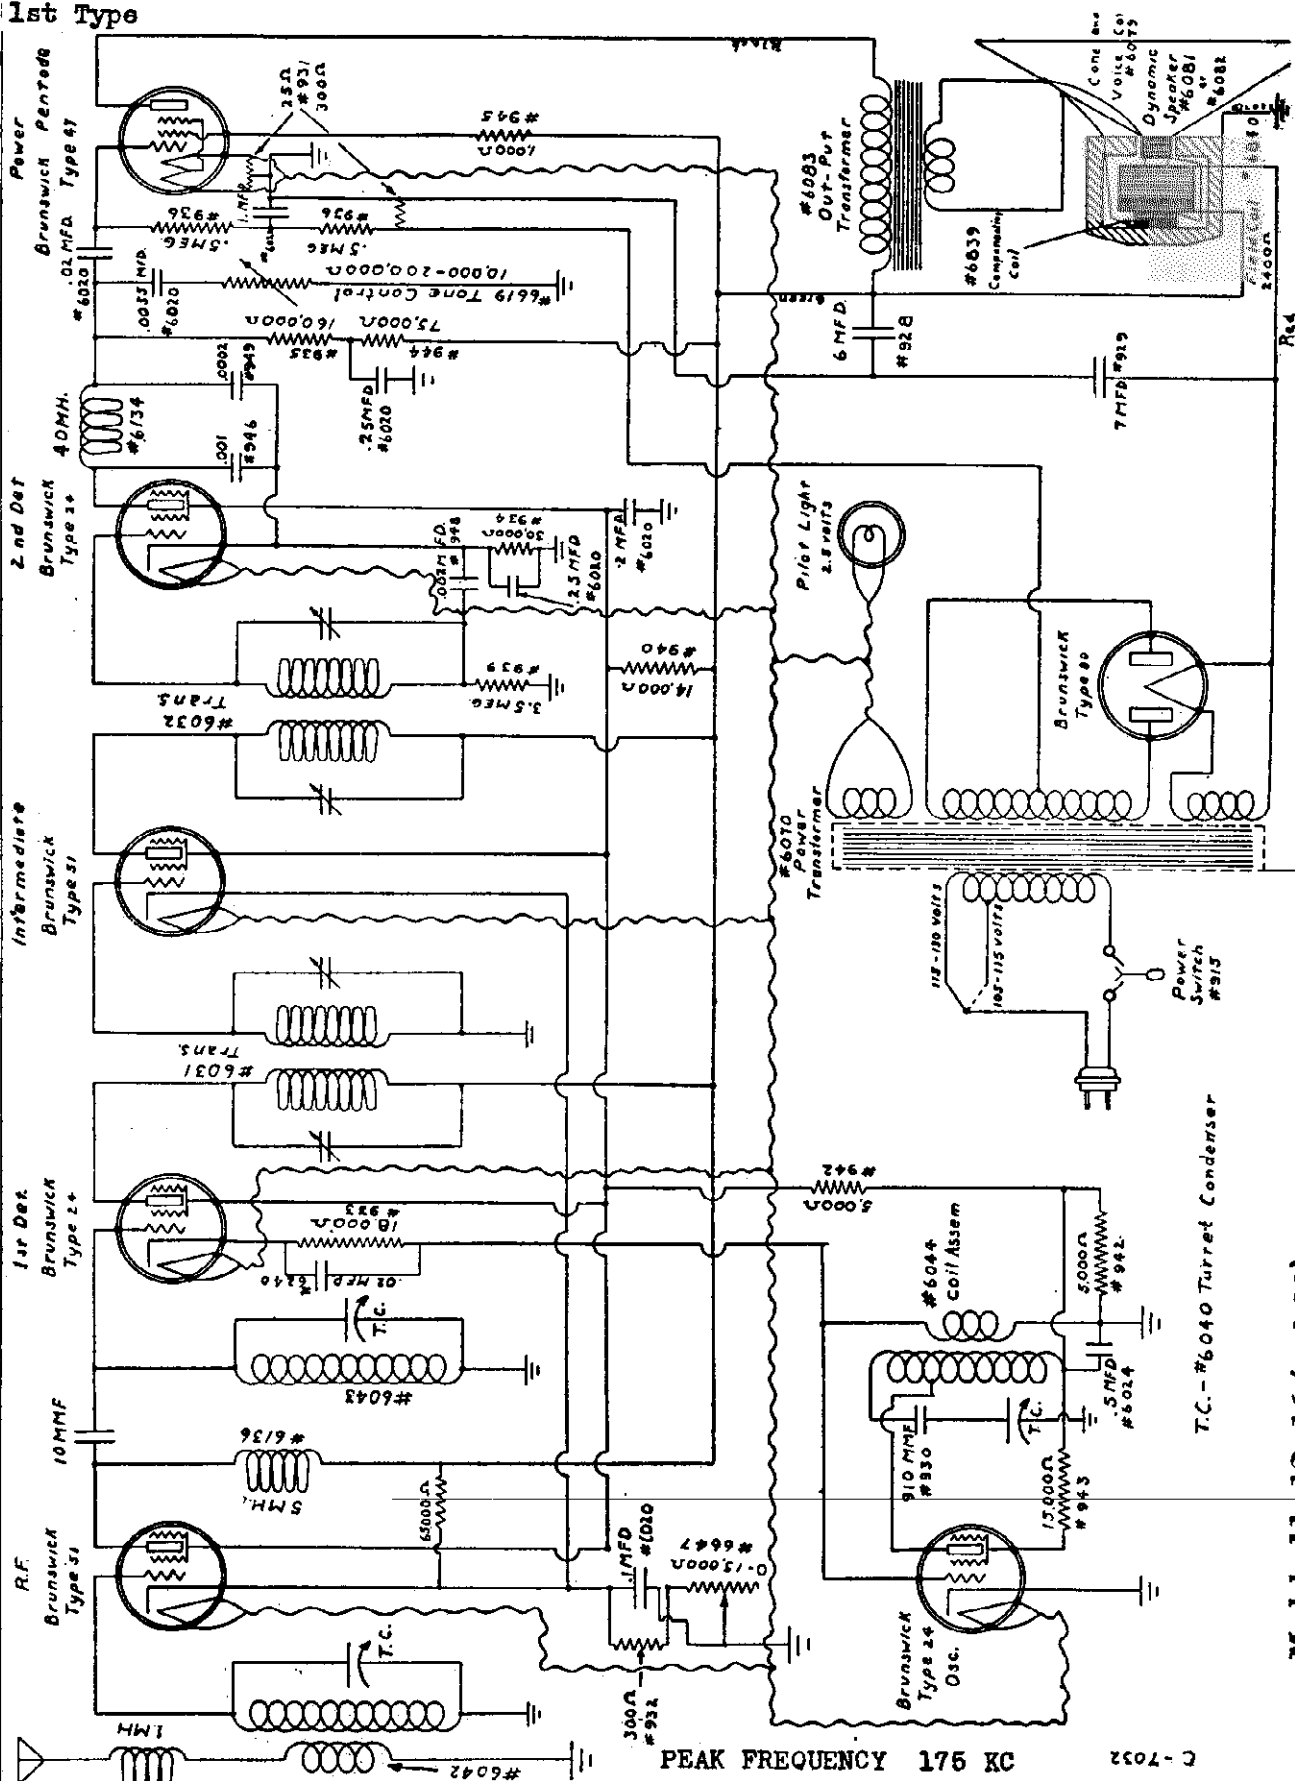 1st Type
Power Pentode
Brunswick
Type 47
2nd Det
Brunswick
Type 24
Intermediate
Brunswick
Type 51
1st Det.
Brunswick
Type 24
R.F.
Brunswick
Type 51
Black
25Ω
#931
300Ω
1000Ω
#945
.02 MFD.
#6020
#936
.5 MEG
.1 MFD
#936
.5 MEG
.0035 MFD
#6020
10,000-200,000Ω
#6619 Tone Control
160,000Ω
#935
75,000Ω
#944
.25 MFD
#6020
.0002
#949
.001
#946
40 MH.
#6134
#6083
Out-Put
Transformer
Cone and
Voice Coil
#6079
Dynamic
Speaker
#6081
or
#6082
#6839
Compensating
Coil
Field Coil
2400Ω
Green
6 MFD
#928
7 MFD #929
Red
.002 MFD.
#948
30,000Ω
#934
.25 MFD
#6020
.2 MFD
#6020
3.5 MEG.
#939
14,000Ω
#940
#6032
Trans.
#6031
Trans.
Pilot Light
2.5 volts
Brunswick
Type 80
#6070
Power
Transformer
115-130 volts
105-115 volts
Power
Switch
#915
18,000Ω
#933
.02 MFD
#6240
T.C.
#6043
10 MMF
#6136
5 MH.
65000Ω
5,000Ω
#942
#6044
Coil Assem
5000Ω
#942
.5 MFD
#6024
910 MMF
#930
T.C.
15,000Ω
#943
T.C.-#6040 Turret Condenser
.1 MFD
#6020
0-15,000Ω
#6647
300Ω
#932
Brunswick
Type 24
Osc.
T.C.
1 MH
#6042
PEAK FREQUENCY 175 KC
C-7032